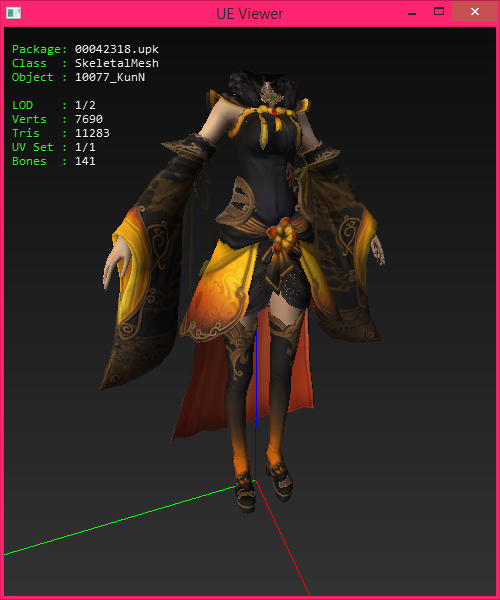 UE Viewer
Package: 00042318.upk
Class : SkeletalMesh
Object : 10077_KunN
LOD : 1/2
Verts : 7690
Tris : 11283
UV Set : 1/1
Bones : 141